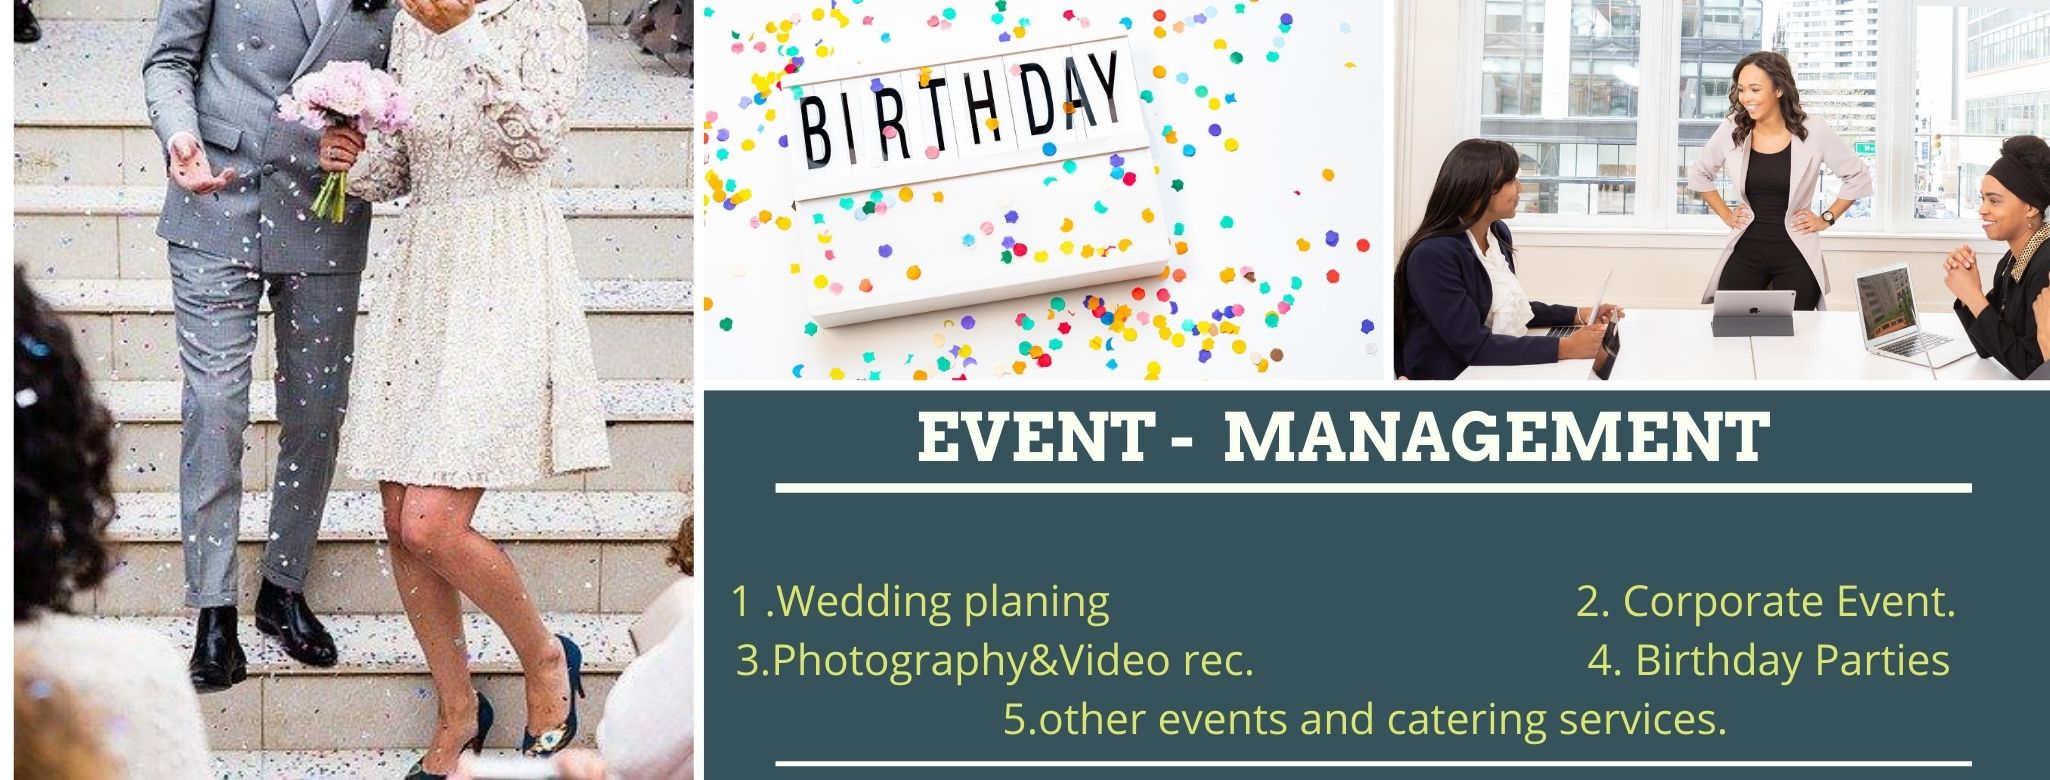 BIRTHDAY
EVENT - MANAGEMENT
1 .Wedding planing
2. Corporate Event.
3.Photography&Video rec.
4. Birthday Parties
5.other events and catering services.